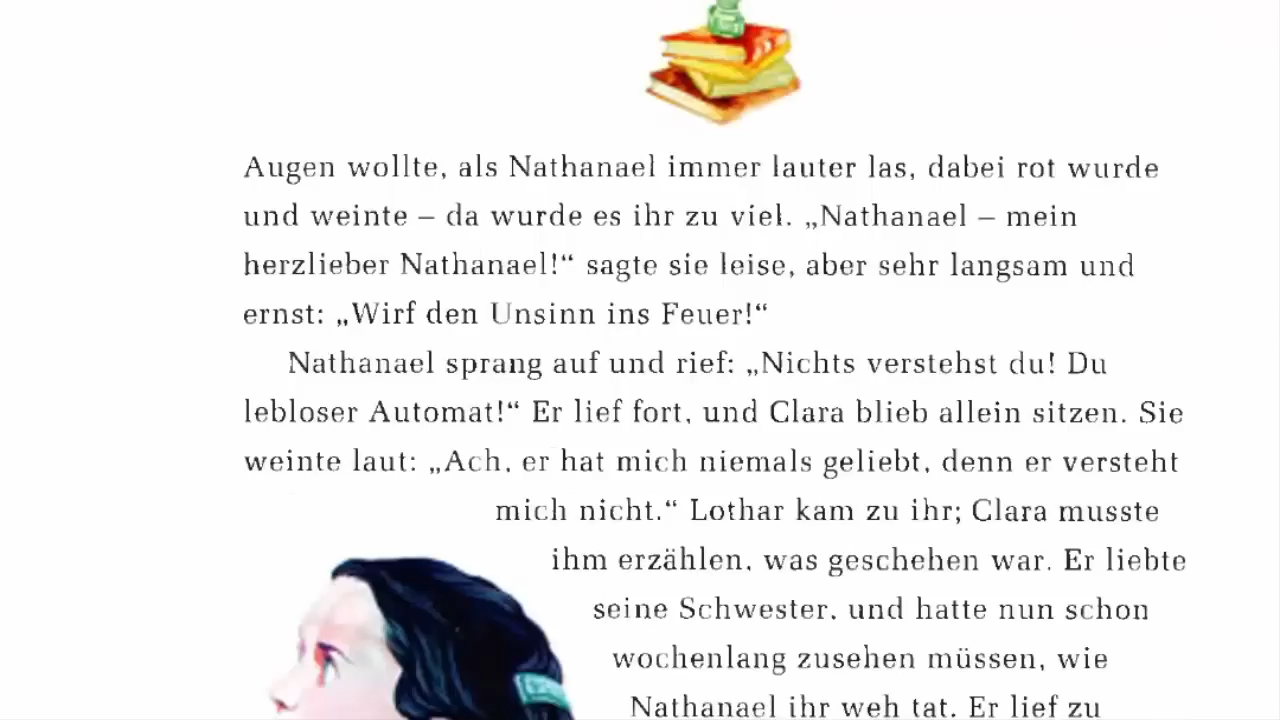 Augen wollte, als Nathanael immer lauter las, dabei rot wurde
und weinte – da wurde es ihr zu viel. „Nathanael – mein
herzlieber Nathanael!“ sagte sie leise, aber sehr langsam und
ernst: „Wirf den Unsinn ins Feuer!“
Nathanael sprang auf und rief: „Nichts verstehst du! Du
lebloser Automat!“ Er lief fort, und Clara blieb allein sitzen. Sie
weinte laut: „Ach, er hat mich niemals geliebt, denn er versteht
mich nicht.“ Lothar kam zu ihr; Clara musste
ihm erzählen, was geschehen war. Er liebte
seine Schwester, und hatte nun schon
wochenlang zusehen müssen, wie
Nathanael ihr weh tat. Er lief zu